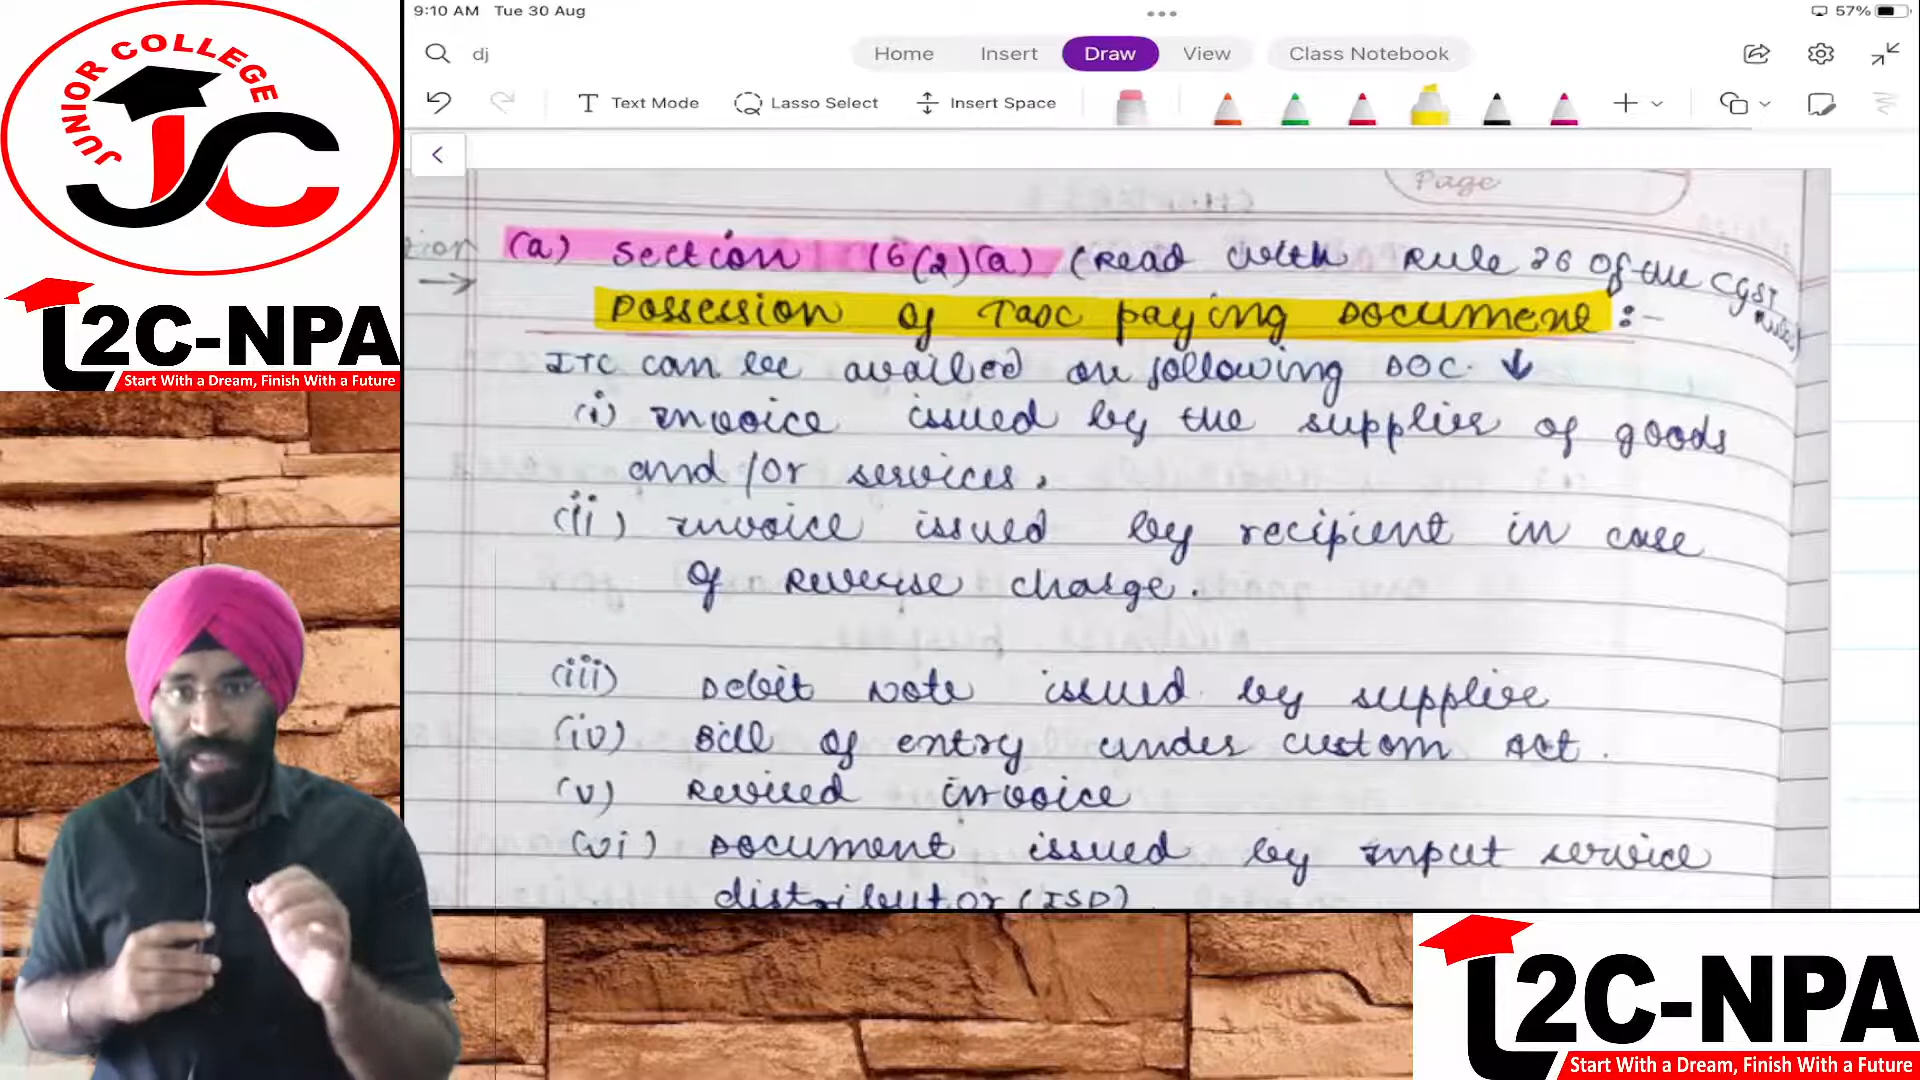 JUNIOR COLLEGE
JC
L2C-NPA
Start With a Dream, Finish With a Future
9:10 AM Tue 30 Aug
57%
dj
Home Insert Draw View Class Notebook
Text Mode Lasso Select Insert Space
Page
(a) Section 16(2)(a) (Read with Rule 36 of the CGST Rules)
Possession of Tax paying Document :-
ITC can be availed on following DOC. ↓
(i) Invoice issued by the supplier of goods
and/or services.
(ii) Invoice issued by recipient in case
of Reverse charge.
(iii) Debit Note issued by supplier
(iv) Bill of entry under custom Act.
(v) Revised invoice
(vi) Document issued by Input service
distributor (ISD)
L2C-NPA
Start With a Dream, Finish With a Future